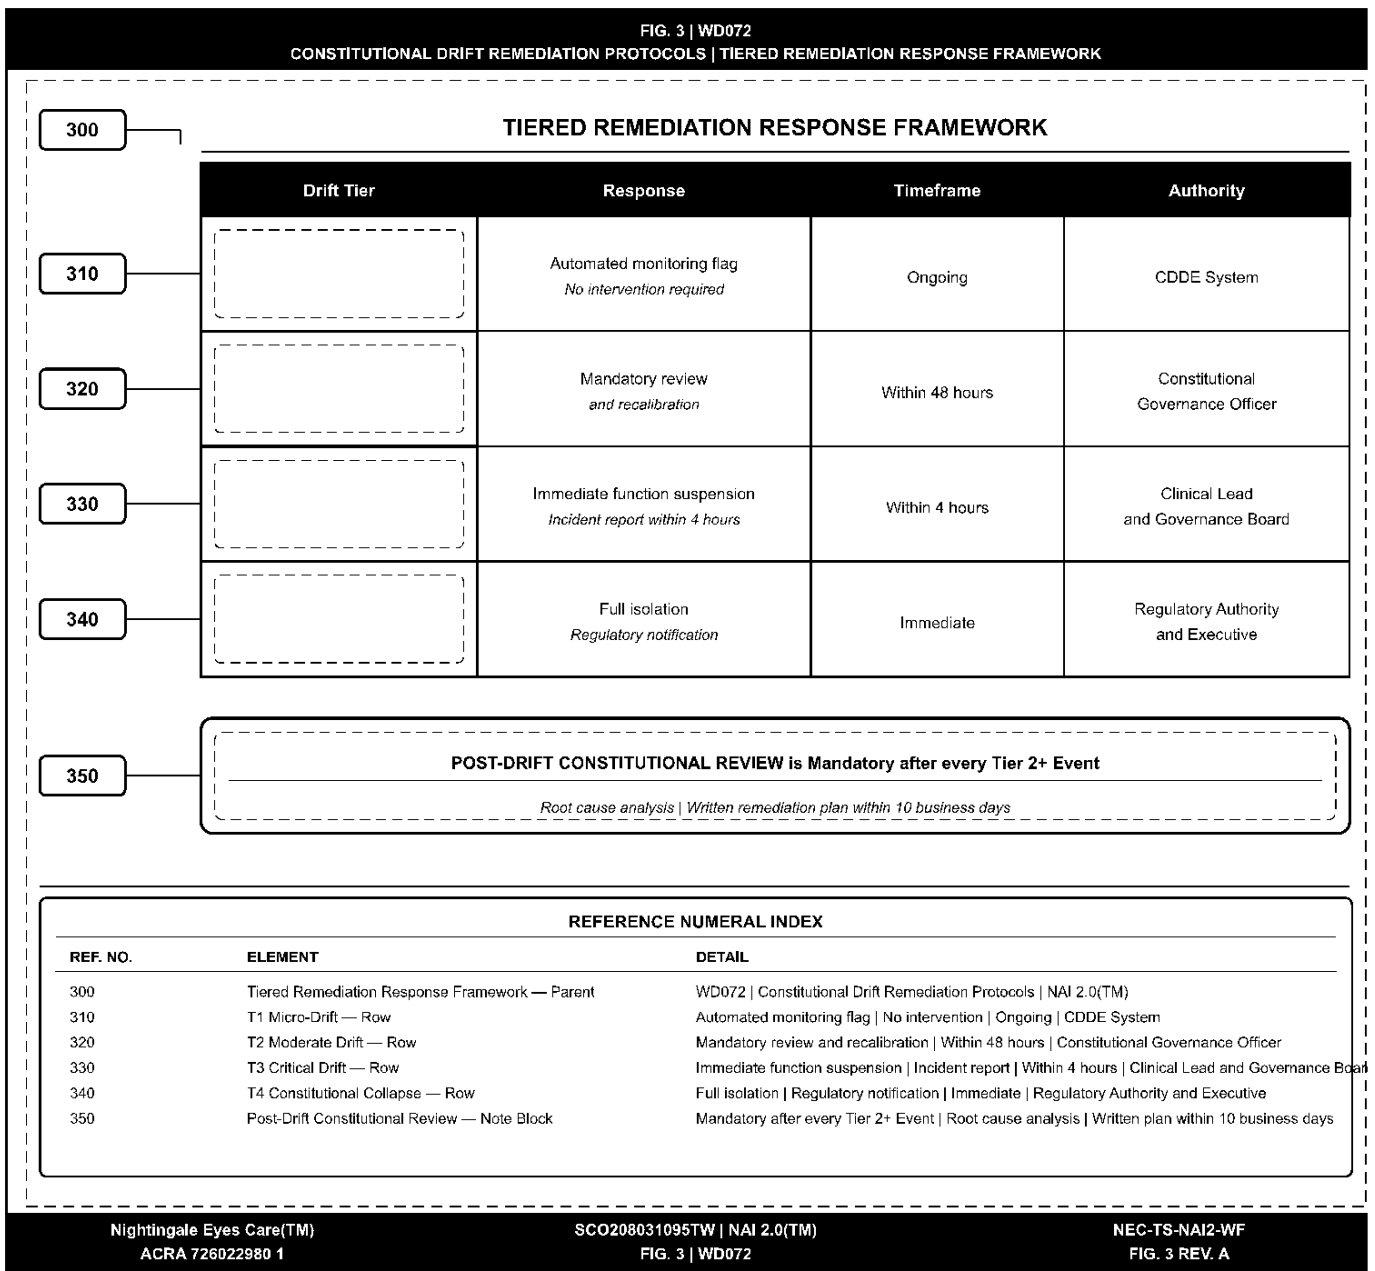 FIG. 3 | WD072
CONSTITUTIONAL DRIFT REMEDIATION PROTOCOLS | TIERED REMEDIATION RESPONSE FRAMEWORK
300
TIERED REMEDIATION RESPONSE FRAMEWORK
Drift Tier Response Timeframe Authority
310
Automated monitoring flag
No intervention required
Ongoing
CDDE System
320
Mandatory review
and recalibration
Within 48 hours
Constitutional
Governance Officer
330
Immediate function suspension
Incident report within 4 hours
Within 4 hours
Clinical Lead
and Governance Board
340
Full isolation
Regulatory notification
Immediate
Regulatory Authority
and Executive
350
POST-DRIFT CONSTITUTIONAL REVIEW is Mandatory after every Tier 2+ Event
Root cause analysis | Written remediation plan within 10 business days
REFERENCE NUMERAL INDEX
REF. NO. ELEMENT DETAIL
300 Tiered Remediation Response Framework — Parent WD072 | Constitutional Drift Remediation Protocols | NAI 2.0(TM)
310 T1 Micro-Drift — Row Automated monitoring flag | No intervention | Ongoing | CDDE System
320 T2 Moderate Drift — Row Mandatory review and recalibration | Within 48 hours | Constitutional Governance Officer
330 T3 Critical Drift — Row Immediate function suspension | Incident report | Within 4 hours | Clinical Lead and Governance Boar
340 T4 Constitutional Collapse — Row Full isolation | Regulatory notification | Immediate | Regulatory Authority and Executive
350 Post-Drift Constitutional Review — Note Block Mandatory after every Tier 2+ Event | Root cause analysis | Written plan within 10 business days
Nightingale Eyes Care(TM) SCO208031095TW | NAI 2.0(TM) NEC-TS-NAI2-WF
ACRA 726022980 1 FIG. 3 | WD072 FIG. 3 REV. A